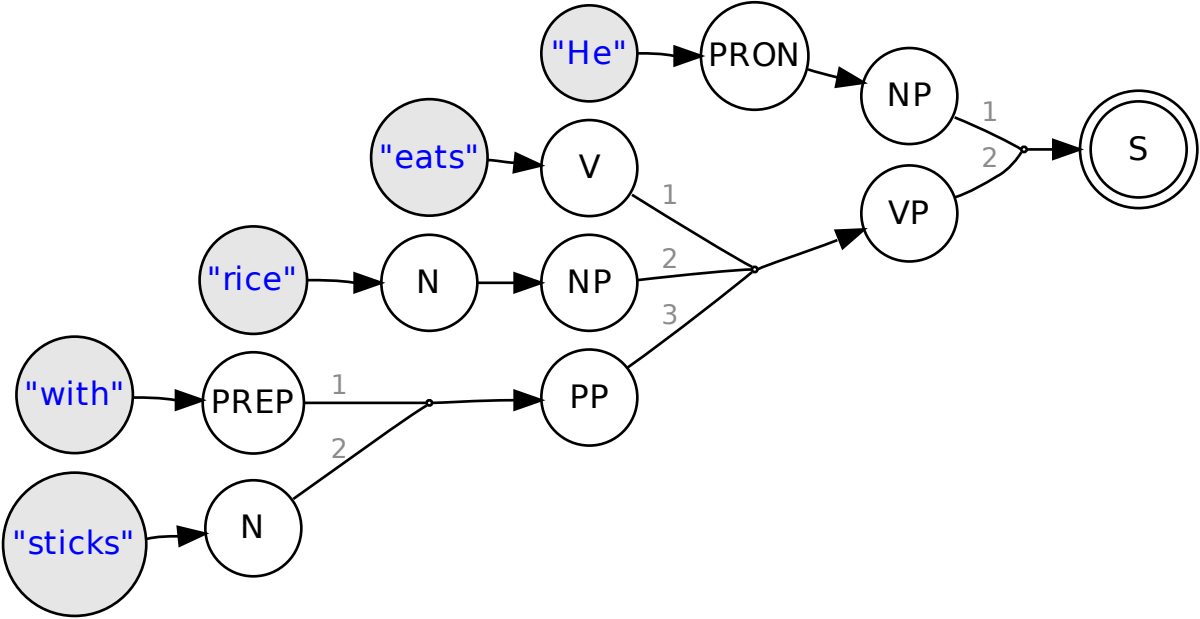 "He" PRON NP 1 S
"eats" V 1 2 VP
"rice" N NP 2
3
"with" PREP 1 PP
2
"sticks" N